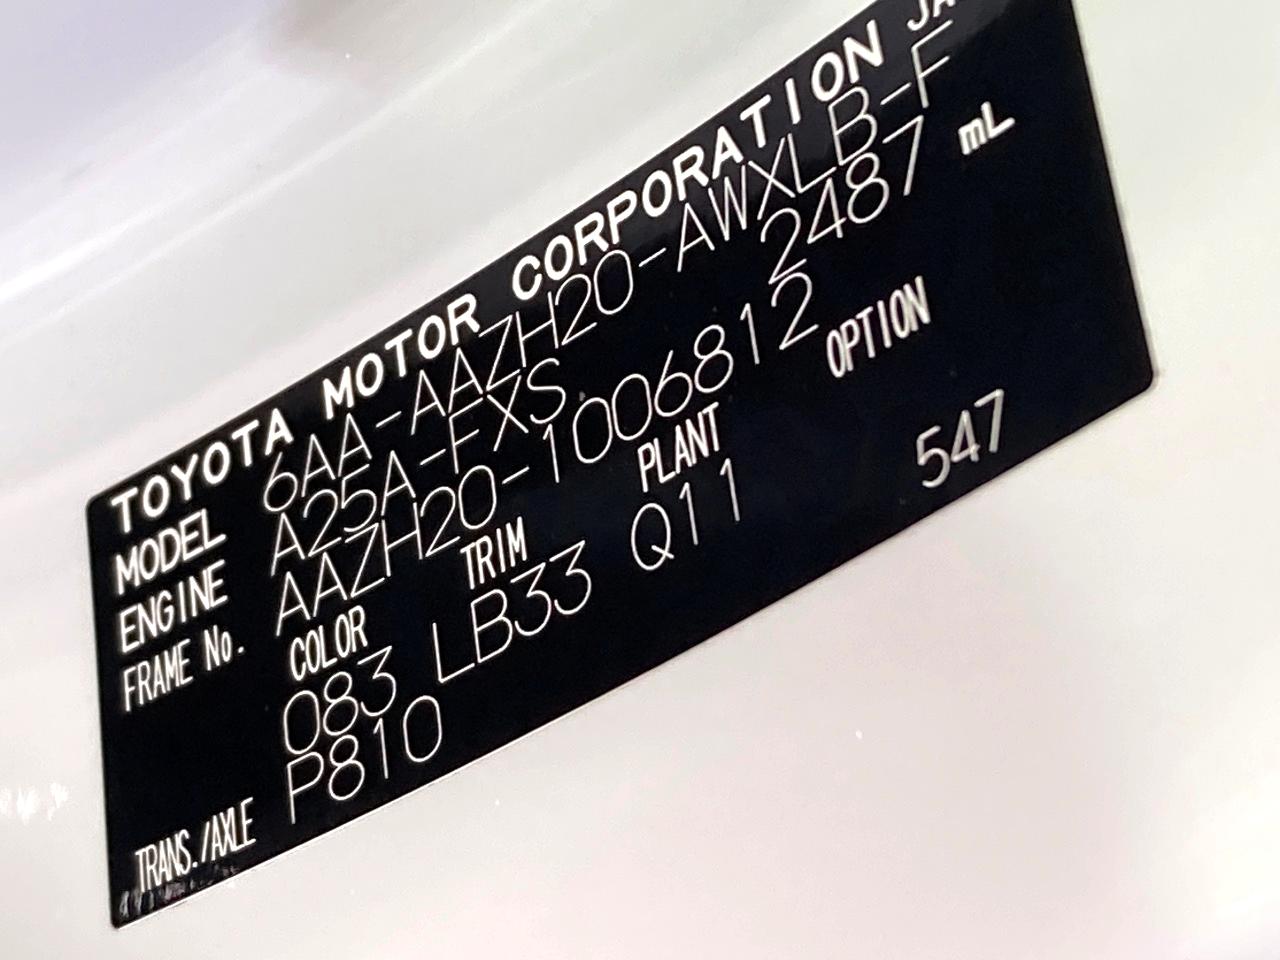 TOYOTA MOTOR CORPORATION JA
MODEL 6AA-AAZH20-AWXLB-F
ENGINE A25A-FXS 2487 mL
FRAME No. AAZH20-1006812
COLOR TRIM PLANT OPTION
083 LB33 Q11 547
P810
TRANS./AXLE